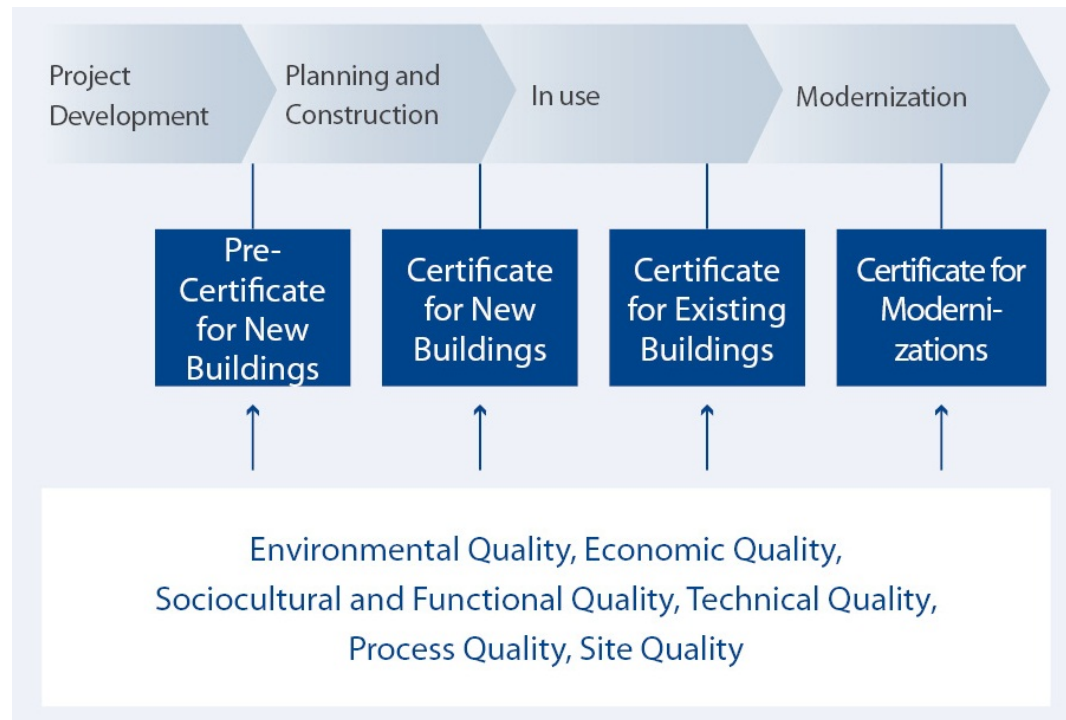 Project
Development
Planning and
Construction
In use
Modernization
Pre-
Certificate
for New
Buildings
Certificate
for New
Buildings
Certificate
for Existing
Buildings
Certificate for
Moderni-
zations
Environmental Quality, Economic Quality,
Sociocultural and Functional Quality, Technical Quality,
Process Quality, Site Quality